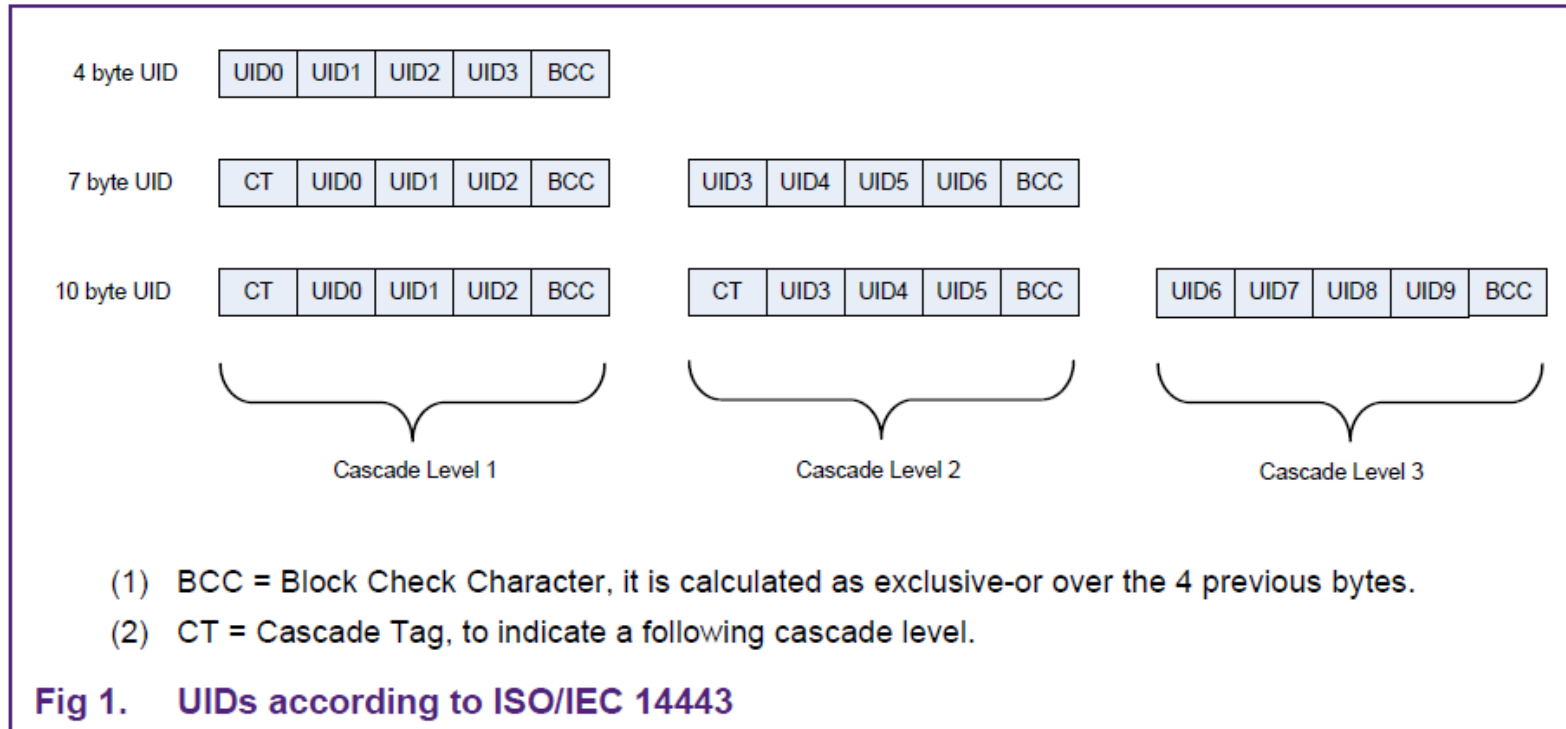 4 byte UID UID0 UID1 UID2 UID3 BCC
7 byte UID CT UID0 UID1 UID2 BCC UID3 UID4 UID5 UID6 BCC
10 byte UID CT UID0 UID1 UID2 BCC CT UID3 UID4 UID5 BCC UID6 UID7 UID8 UID9 BCC
Cascade Level 1 Cascade Level 2 Cascade Level 3
(1) BCC = Block Check Character, it is calculated as exclusive-or over the 4 previous bytes.
(2) CT = Cascade Tag, to indicate a following cascade level.
Fig 1. UIDs according to ISO/IEC 14443